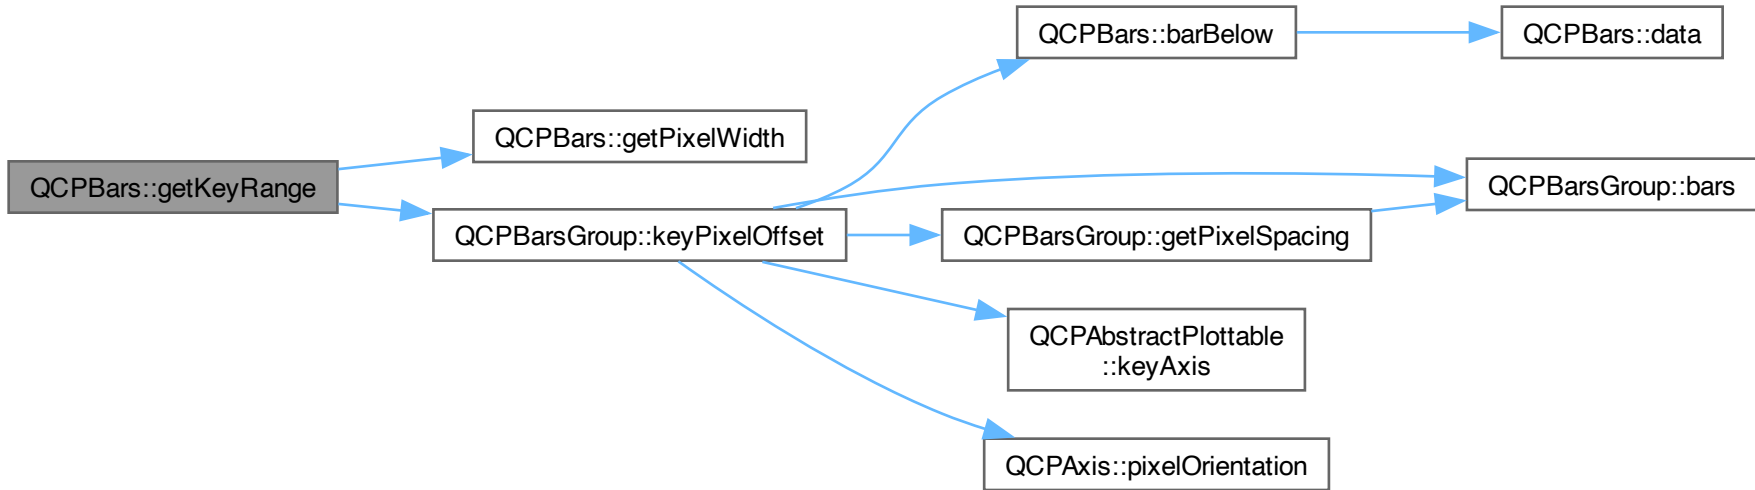 QCPBars::barBelow
QCPBars::data
QCPBars::getPixelWidth
QCPBars::getKeyRange
QCPBarsGroup::bars
QCPBarsGroup::keyPixelOffset
QCPBarsGroup::getPixelSpacing
QCPAbstractPlottable
::keyAxis
QCPAxis::pixelOrientation